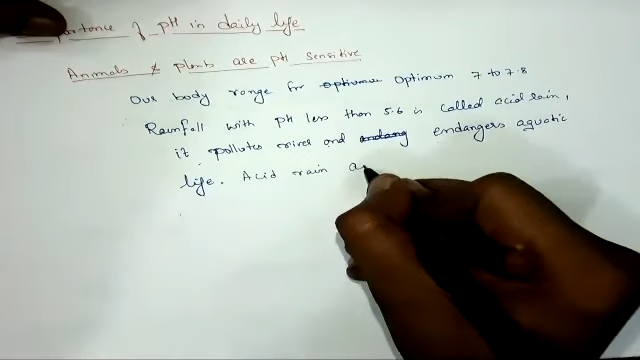 portance of pH in daily life
Animals & plants are pH sensitive
Our body range for optimum 7 to 7.8
Rainfall with pH less than 5.6 is called acid rain,
it pollutes river and endangers aquatic
life. Acid rain a